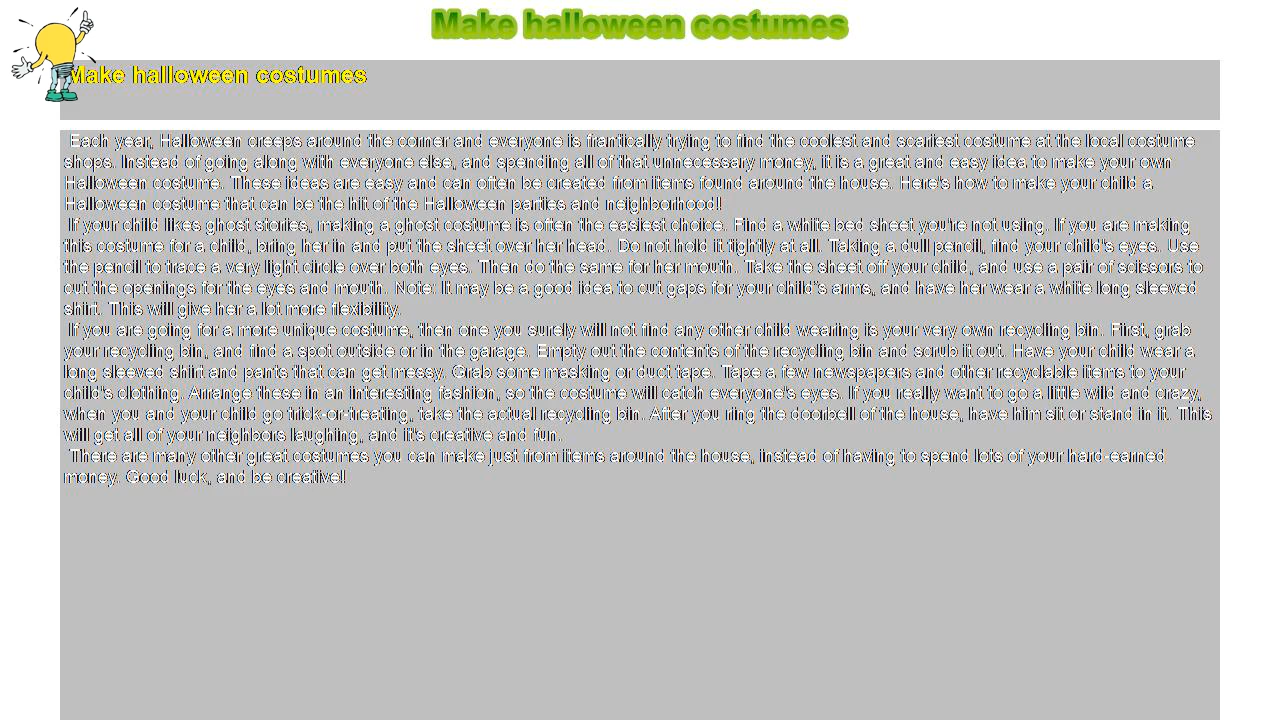 Make halloween costumes
Make halloween costumes
Each year, Halloween creeps around the corner and everyone is frantically trying to find the coolest and scariest costume at the local costume
shops. Instead of going along with everyone else, and spending all of that unnecessary money, it is a great and easy idea to make your own
Halloween costume. These ideas are easy and can often be created from items found around the house. Here's how to make your child a
Halloween costume that can be the hit of the Halloween parties and neighborhood!
If your child likes ghost stories, making a ghost costume is often the easiest choice. Find a white bed sheet you're not using. If you are making
this costume for a child, bring her in and put the sheet over her head. Do not hold it tightly at all. Taking a dull pencil, find your child's eyes. Use
the pencil to trace a very light circle over both eyes. Then do the same for her mouth. Take the sheet off your child, and use a pair of scissors to
cut the openings for the eyes and mouth. Note: It may be a good idea to cut gaps for your child's arms, and have her wear a white long sleeved
shirt. This will give her a lot more flexibility.
If you are going for a more unique costume, then one you surely will not find any other child wearing is your very own recycling bin. First, grab
your recycling bin, and find a spot outside or in the garage. Empty out the contents of the recycling bin and scrub it out. Have your child wear a
long sleeved shirt and pants that can get messy. Grab some masking or duct tape. Tape a few newspapers and other recyclable items to your
child's clothing. Arrange these in an interesting fashion, so the costume will catch everyone's eyes. If you really want to go a little wild and crazy,
when you and your child go trick-or-treating, take the actual recycling bin. After you ring the doorbell of the house, have him sit or stand in it. This
will get all of your neighbors laughing, and it's creative and fun.
There are many other great costumes you can make just from items around the house, instead of having to spend lots of your hard-earned
money. Good luck, and be creative!